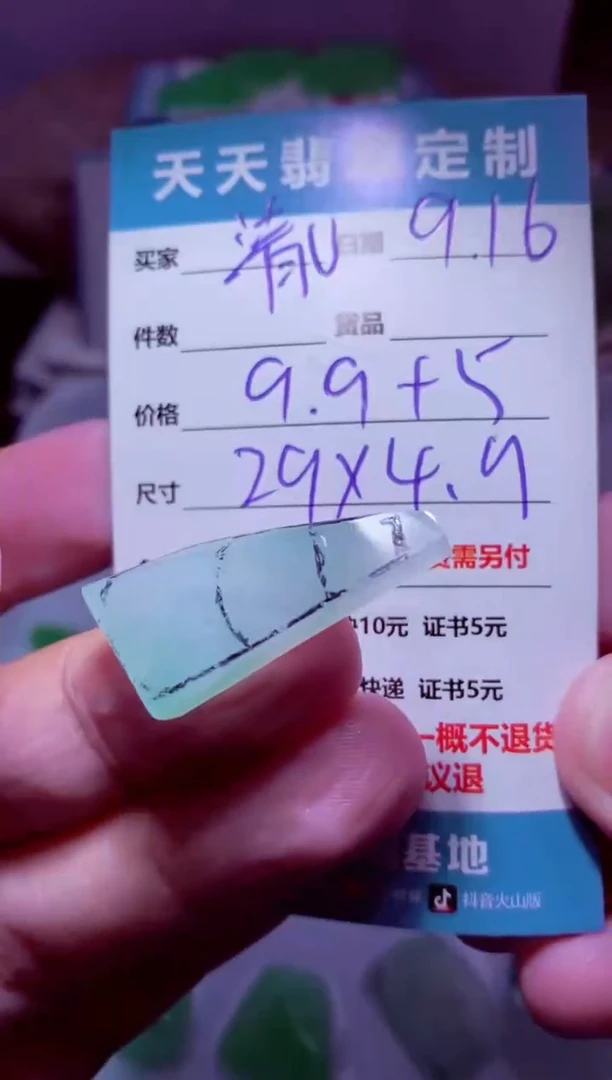 天天翡 定制
买家 清U 日期 9.16
件数 货品
价格 9.9+5
尺寸 29X4.9
需另付
10元 证书5元
快递 证书5元
一概不退货
议退
基地
抖音火山版